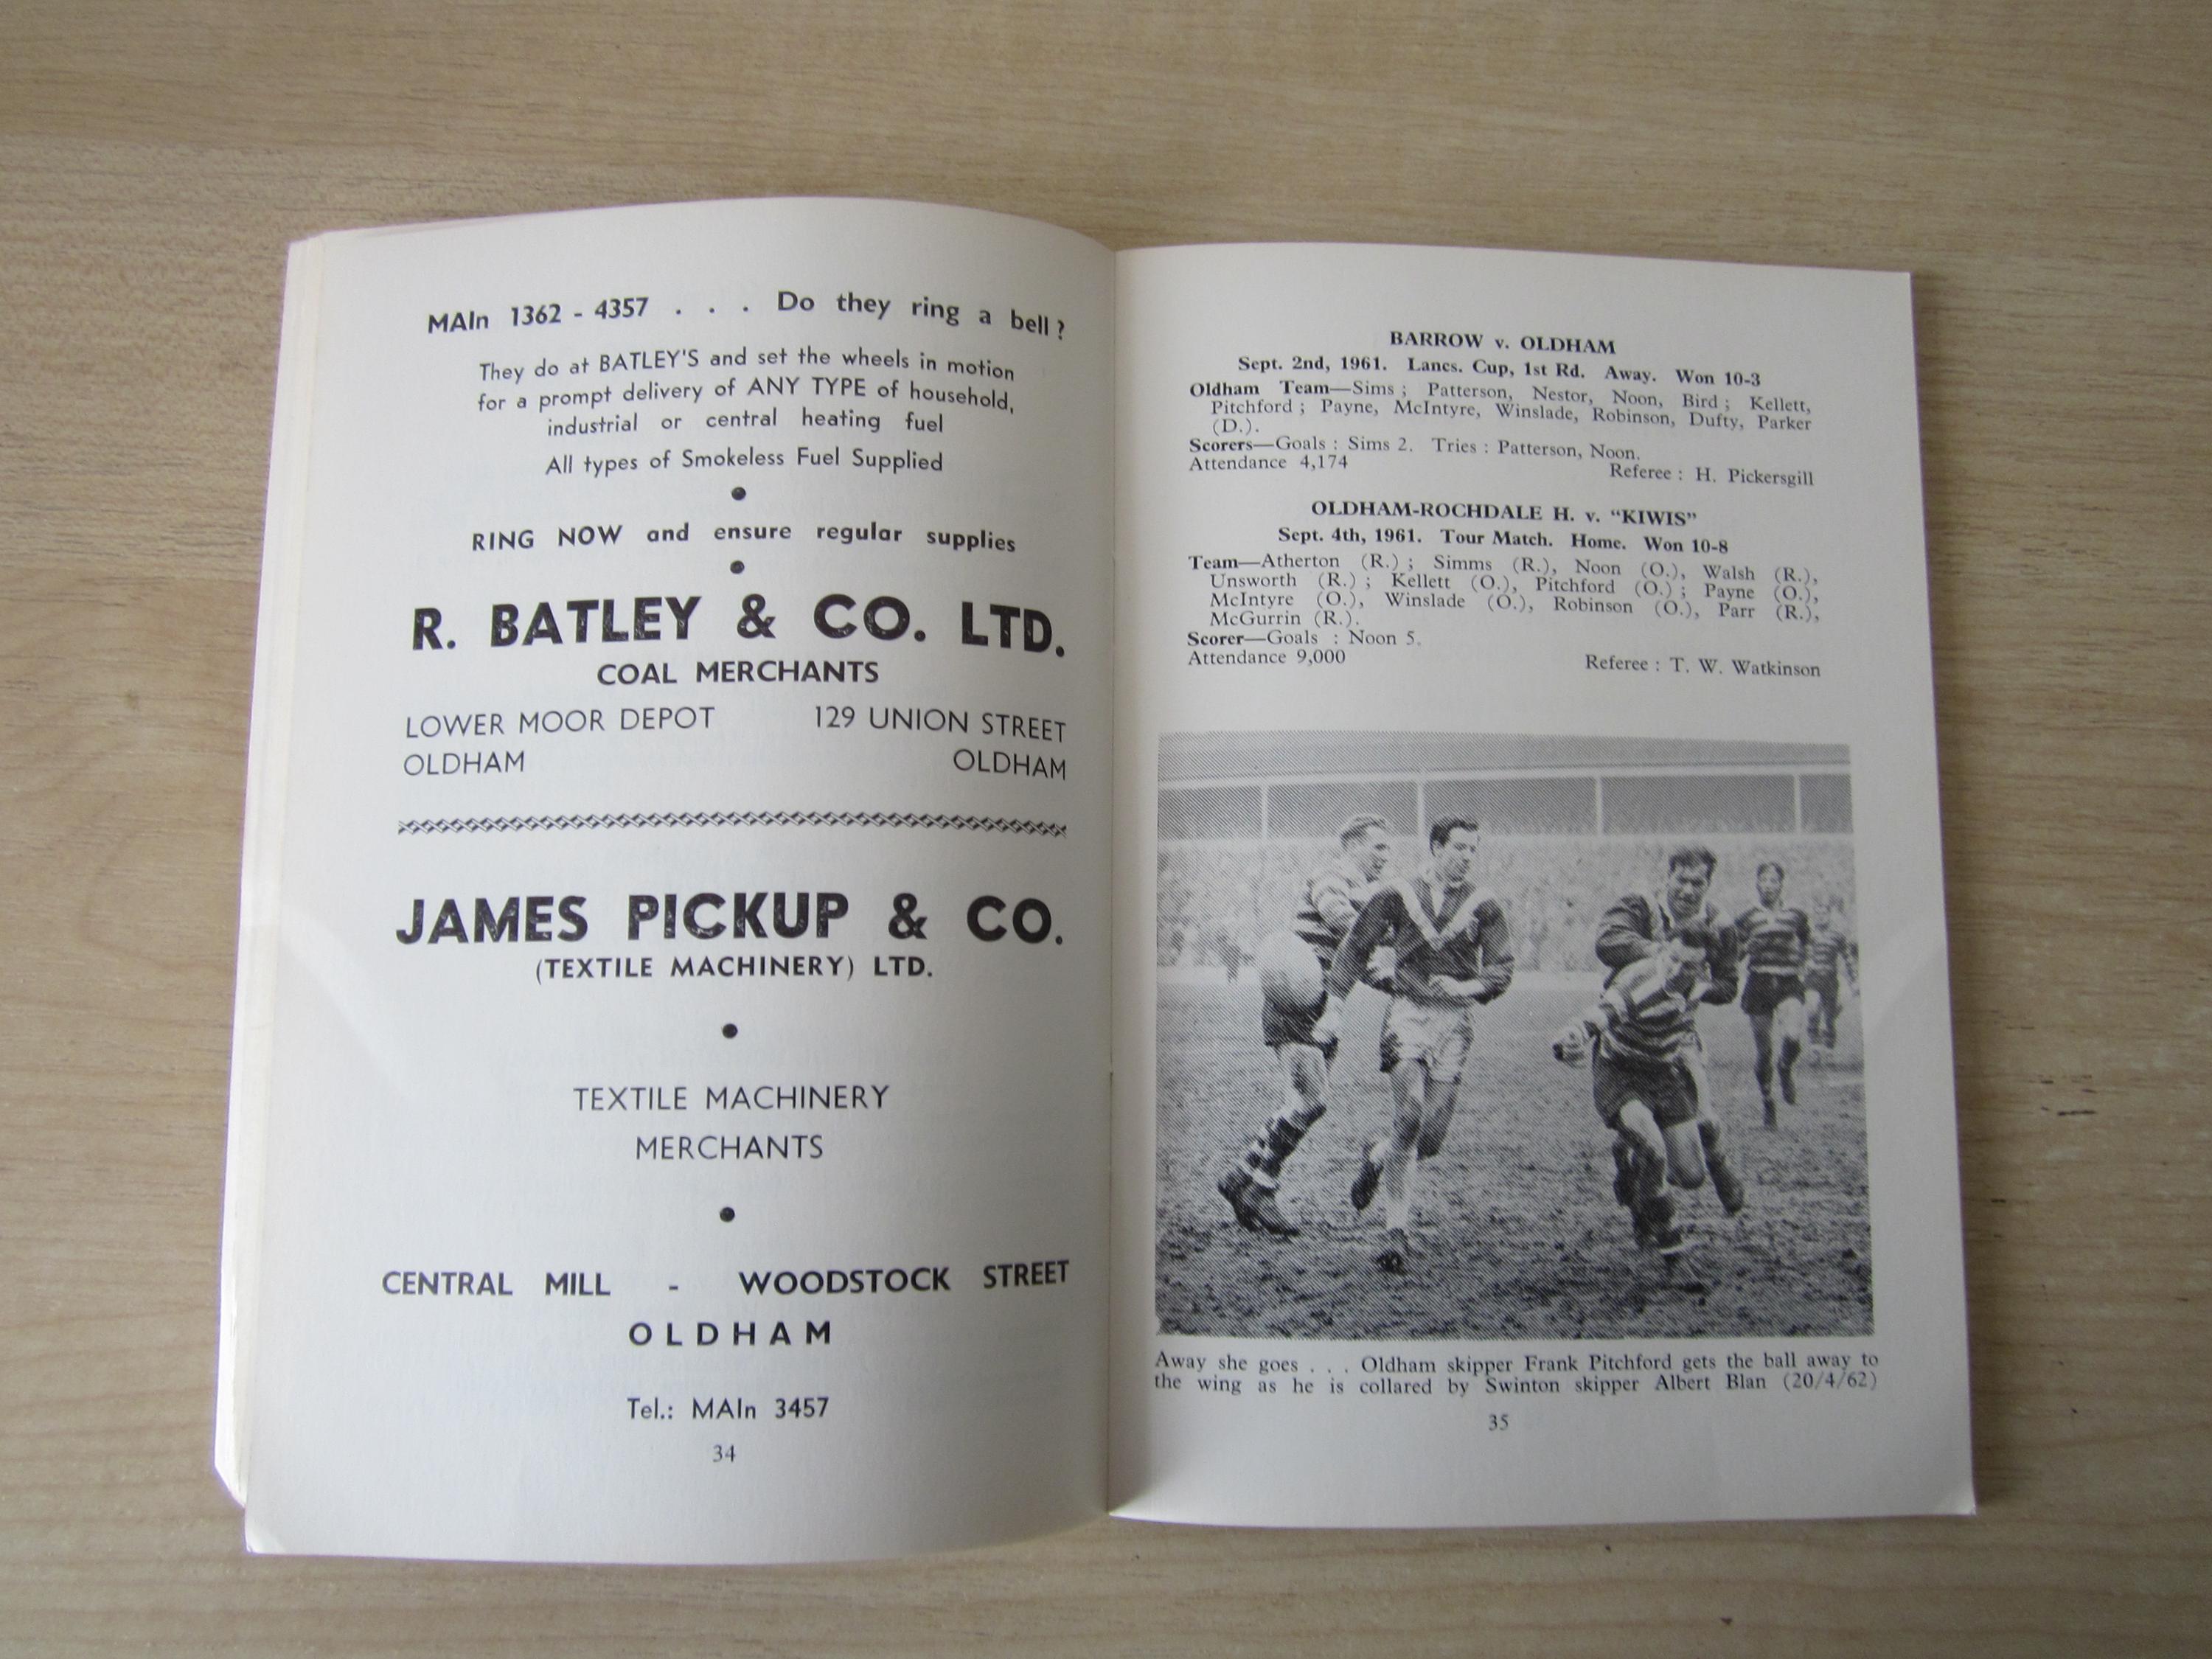 MAIn 1362 - 4357 . . . Do they ring a bell ?
They do at BATLEY'S and set the wheels in motion
for a prompt delivery of ANY TYPE of household,
industrial or central heating fuel
All types of Smokeless Fuel Supplied
RING NOW and ensure regular supplies
R. BATLEY & CO. LTD.
COAL MERCHANTS
LOWER MOOR DEPOT 129 UNION STREET
OLDHAM OLDHAM
JAMES PICKUP & CO.
(TEXTILE MACHINERY) LTD.
TEXTILE MACHINERY
MERCHANTS
CENTRAL MILL - WOODSTOCK STREET
OLDHAM
Tel.: MAIn 3457
34
BARROW v. OLDHAM
Sept. 2nd, 1961. Lancs. Cup, 1st Rd. Away. Won 10-3
Oldham Team—Sims ; Patterson, Nestor, Noon, Bird ; Kellett,
Pitchford ; Payne, McIntyre, Winslade, Robinson, Dufty, Parker
(D.).
Scorers—Goals : Sims 2. Tries : Patterson, Noon.
Attendance 4,174 Referee : H. Pickersgill
OLDHAM-ROCHDALE H. v. “KIWIS”
Sept. 4th, 1961. Tour Match. Home. Won 10-8
Team—Atherton (R.) ; Simms (R.), Noon (O.), Walsh (R.),
Unsworth (R.) ; Kellett (O.), Pitchford (O.) ; Payne (O.),
McIntyre (O.), Winslade (O.), Robinson (O.), Parr (R.),
McGurrin (R.).
Scorer—Goals : Noon 5.
Attendance 9,000 Referee : T. W. Watkinson
Away she goes . . . Oldham skipper Frank Pitchford gets the ball away to
the wing as he is collared by Swinton skipper Albert Blan (20/4/62)
35